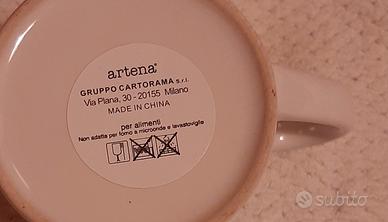 artena®
GRUPPO CARTORAMA s.r.l.
Via Plana, 30 - 20155 Milano
MADE IN CHINA
per alimenti
Non adatta per forno a microonde e lavastoviglie
subito